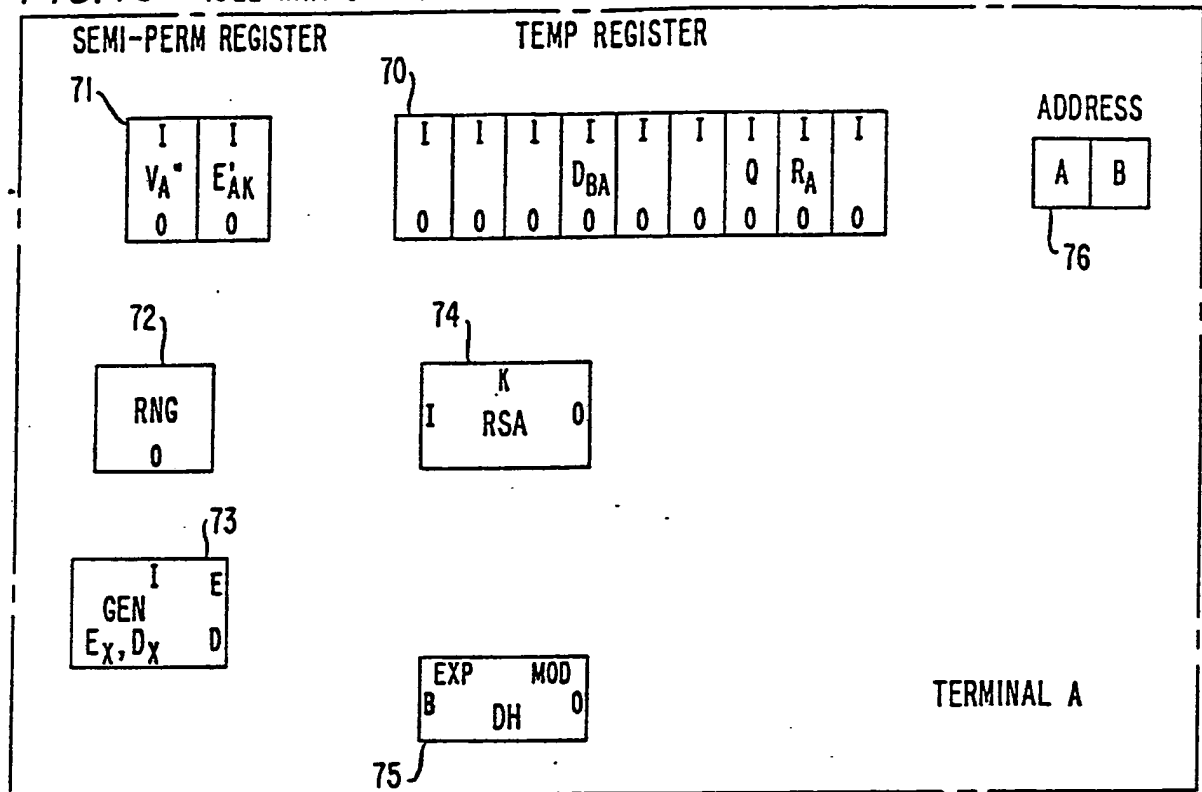 SEMI-PERM REGISTER
TEMP REGISTER
71
70
I I
V_A" E'_AK
0 0
I 1 1 I I I I I I
D_BA Q R_A
0 0 0 0 0 0 0 0 0
ADDRESS
A B
76
72
RNG
0
74
K
I RSA 0
73
I E
GEN
E_X, D_X D
EXP MOD
B DH 0
75
TERMINAL A